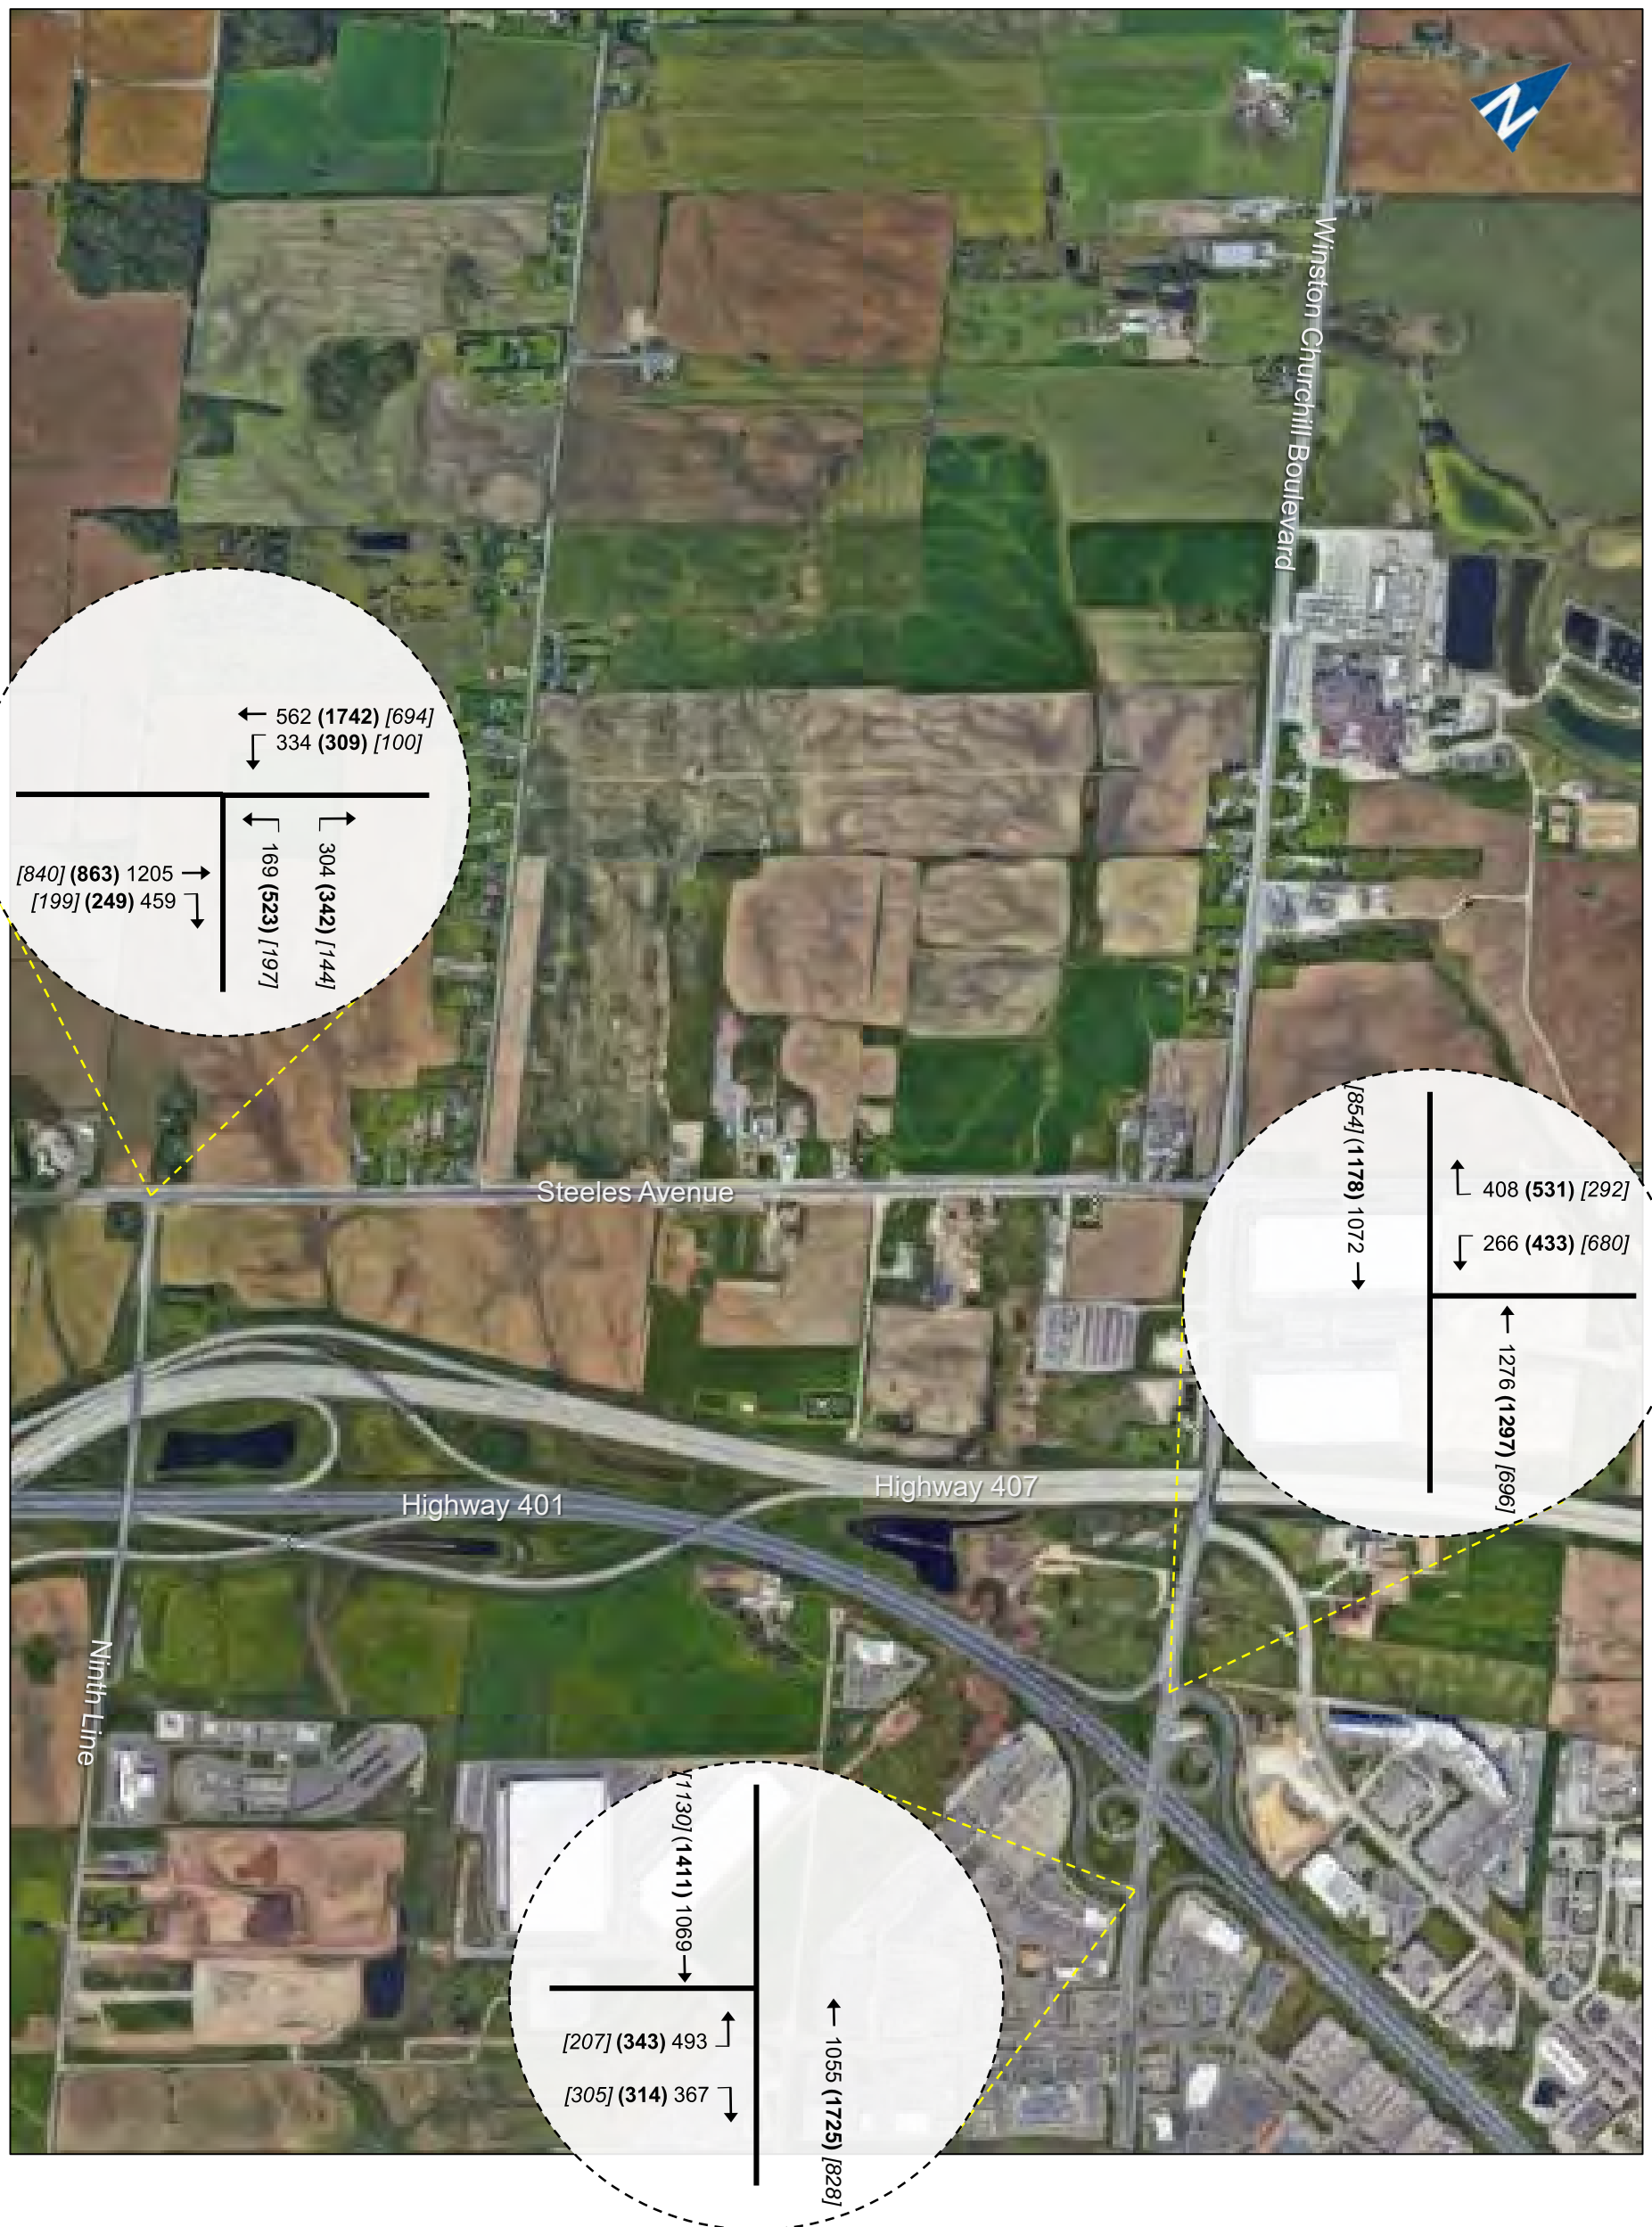 N
Winston Churchill Boulevard
562 (1742) [694]
334 (309) [100]
[840] (863) 1205
[199] (249) 459
169 (523) [197]
304 (342) [144]
[854] (1178) 1072
408 (531) [292]
266 (433) [680]
1276 (1297) [696]
Steeles Avenue
Highway 407
Highway 401
Ninth Line
[1130] (1411) 1069
[207] (343) 493
[305] (314) 367
1055 (1725) [828]